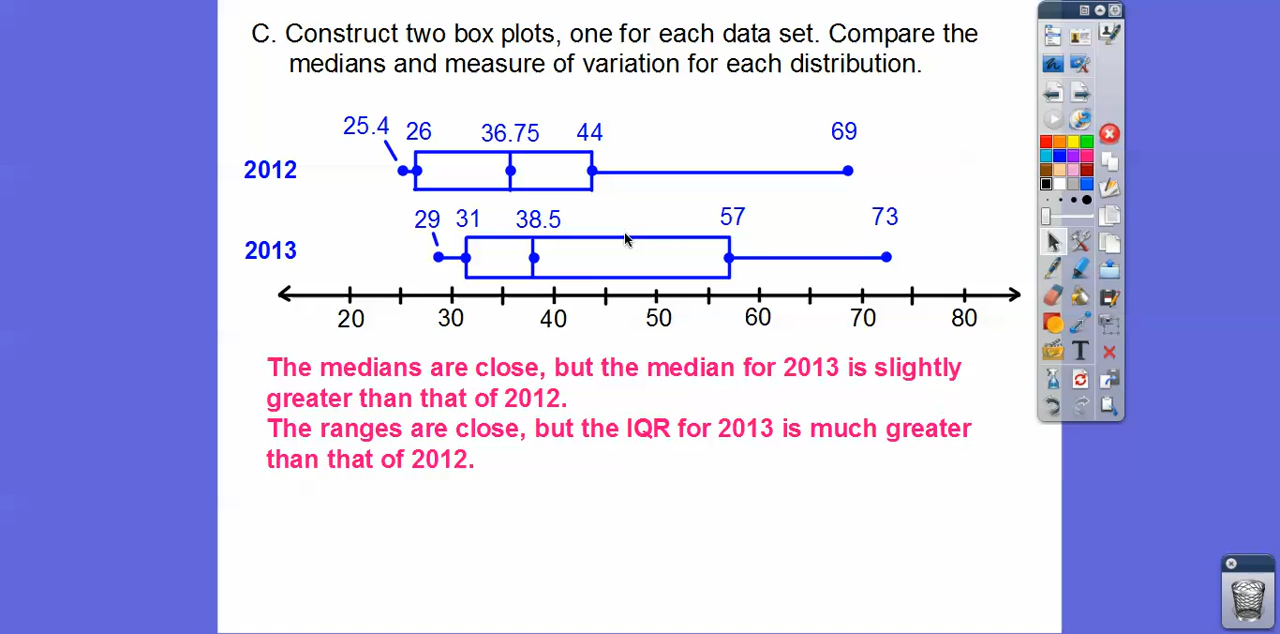 C. Construct two box plots, one for each data set. Compare the
medians and measure of variation for each distribution.
25.4 26 36.75 44 69
2012
29 31 38.5 57 73
2013
20 30 40 50 60 70 80
The medians are close, but the median for 2013 is slightly
greater than that of 2012.
The ranges are close, but the IQR for 2013 is much greater
than that of 2012.
T